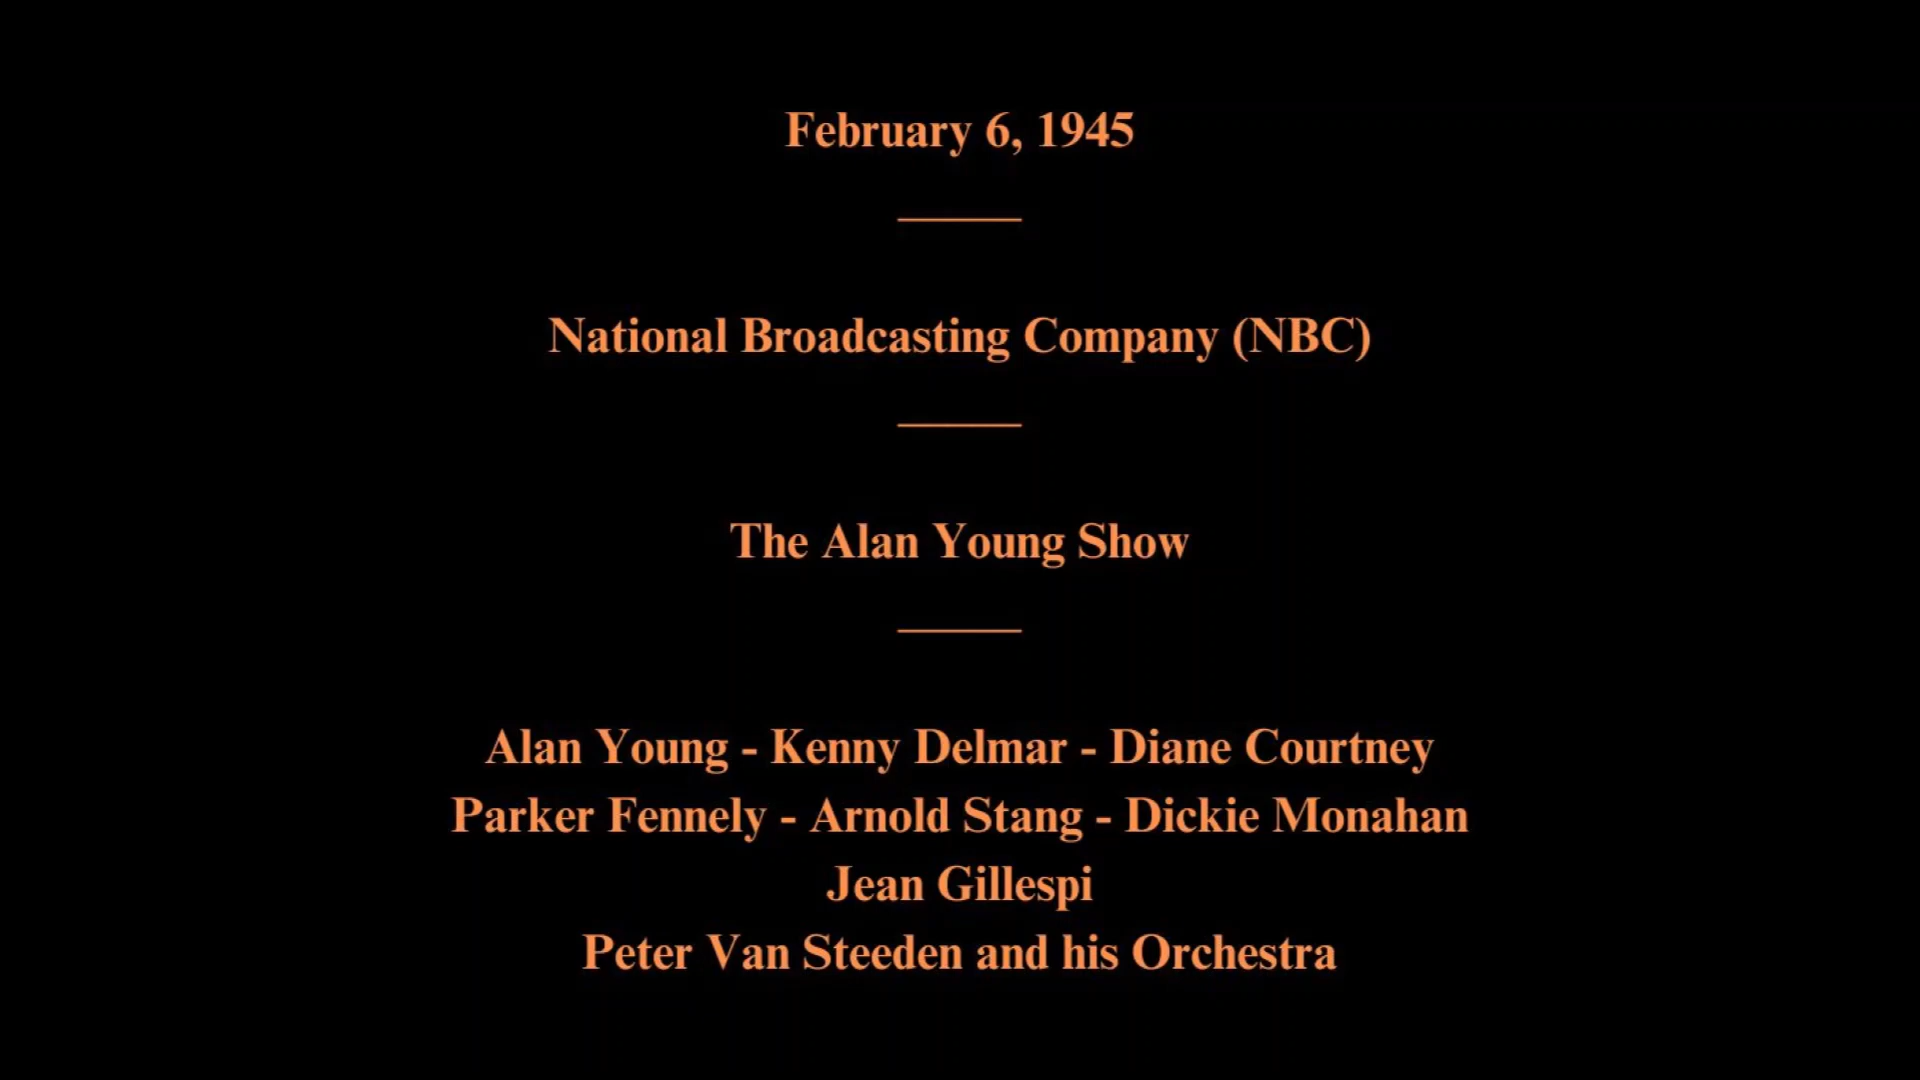 February 6, 1945
National Broadcasting Company (NBC)
The Alan Young Show
Alan Young - Kenny Delmar - Diane Courtney
Parker Fennely - Arnold Stang - Dickie Monahan
Jean Gillespi
Peter Van Steeden and his Orchestra